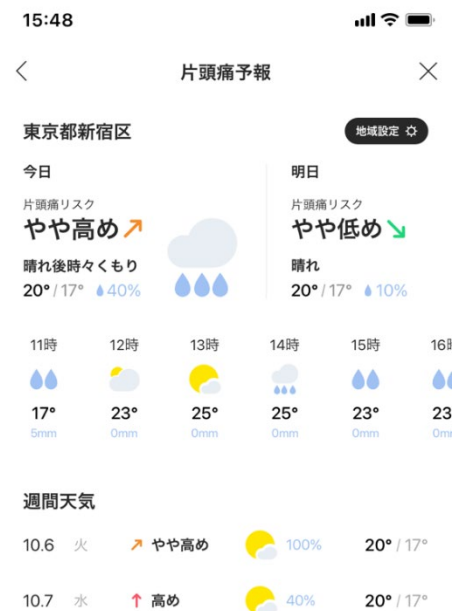 15:48
片頭痛予報
東京都新宿区
地域設定
今日
明日
片頭痛リスク
片頭痛リスク
やや高め
やや低め
晴れ後時々くもり
晴れ
20°/17° 40%
20°/17° 10%
11時 12時 13時 14時 15時 16時
17° 23° 25° 25° 23° 23
5mm 0mm 0mm 0mm 0mm 0mm
週間天気
10.6 火 やや高め 100% 20°/17°
10.7 水 高め 40% 20°/17°